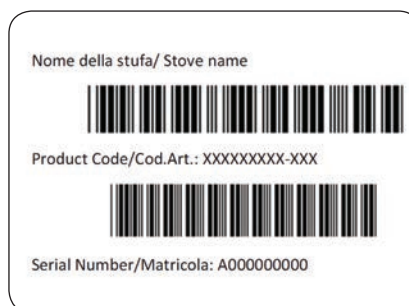 Nome della stufa/ Stove name
Product Code/Cod.Art.: XXXXXXXXX-XXX
Serial Number/Matricola: A000000000